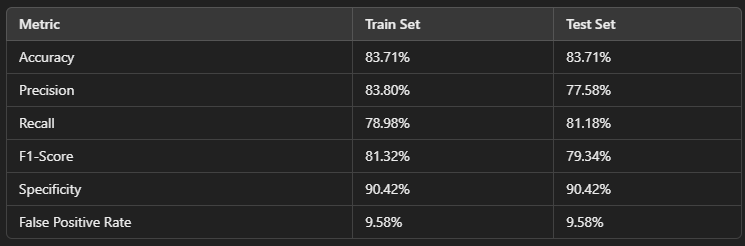 Metric Train Set Test Set
Accuracy 83.71% 83.71%
Precision 83.80% 77.58%
Recall 78.98% 81.18%
F1-Score 81.32% 79.34%
Specificity 90.42% 90.42%
False Positive Rate 9.58% 9.58%